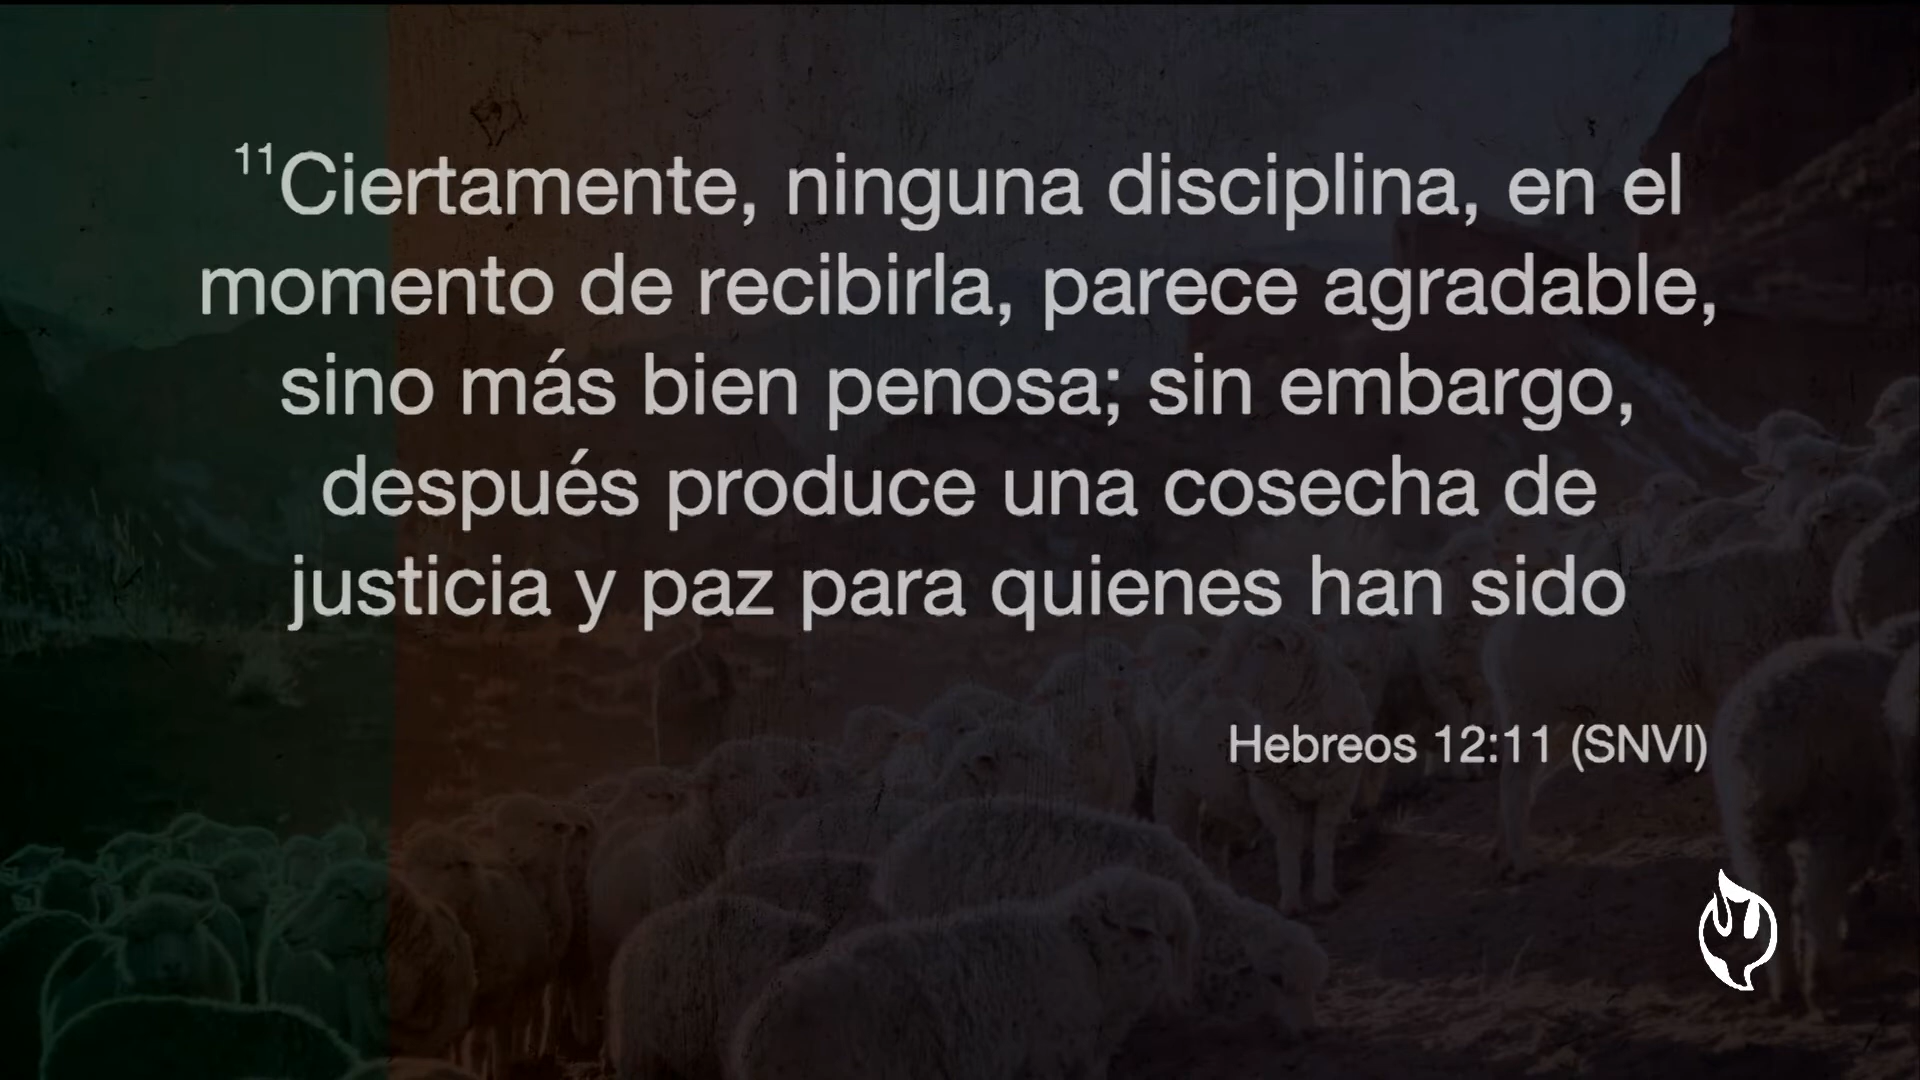 11Ciertamente, ninguna disciplina, en el
momento de recibirla, parece agradable,
sino más bien penosa; sin embargo,
después produce una cosecha de
justicia y paz para quienes han sido
Hebreos 12:11 (SNVI)